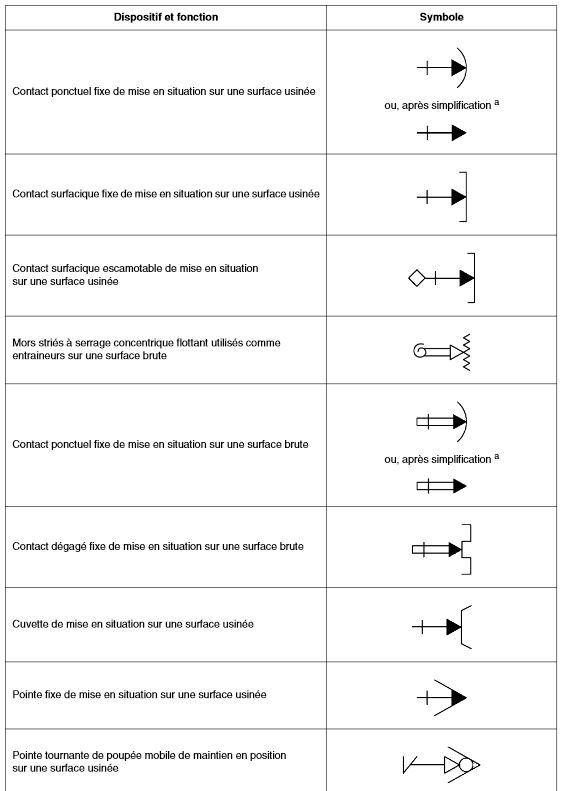 Dispositif et fonction
Symbole
Contact ponctuel fixe de mise en situation sur une surface usinée
ou, après simplification a
Contact surfacique fixe de mise en situation sur une surface usinée
Contact surfacique escamotable de mise en situation
sur une surface usinée
Mors striés à serrage concentrique flottant utilisés comme
entraineurs sur une surface brute
Contact ponctuel fixe de mise en situation sur une surface brute
ou, après simplification a
Contact dégagé fixe de mise en situation sur une surface brute
Cuvette de mise en situation sur une surface usinée
Pointe fixe de mise en situation sur une surface usinée
Pointe tournante de poupée mobile de maintien en position
sur une surface usinée